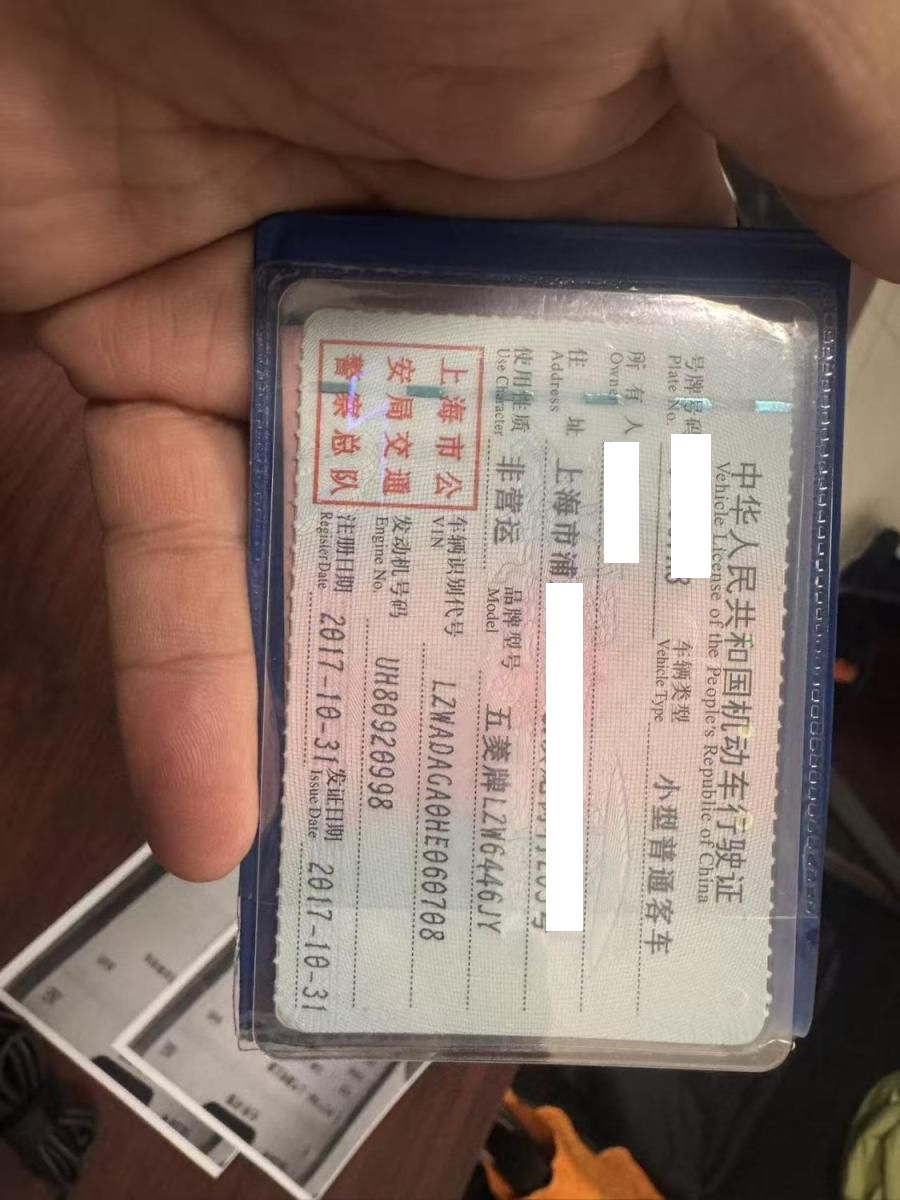 中华人民共和国机动车行驶证
Vehicle License of the People's Republic of China
号牌号码 车辆类型 小型普通客车
Plate No. Vehicle Type
所有人
Owner
住址 上海市浦
Address
使用性质 非营运 品牌型号 五菱牌LZW6446JY
Use Character Model
上海市公
安局交通
警察总队
车辆识别代号 LZWADAGA0HE060708
VIN
发动机号码 UH80920998
Engine No.
注册日期 2017-10-31 发证日期 2017-10-31
Register Date Issue Date